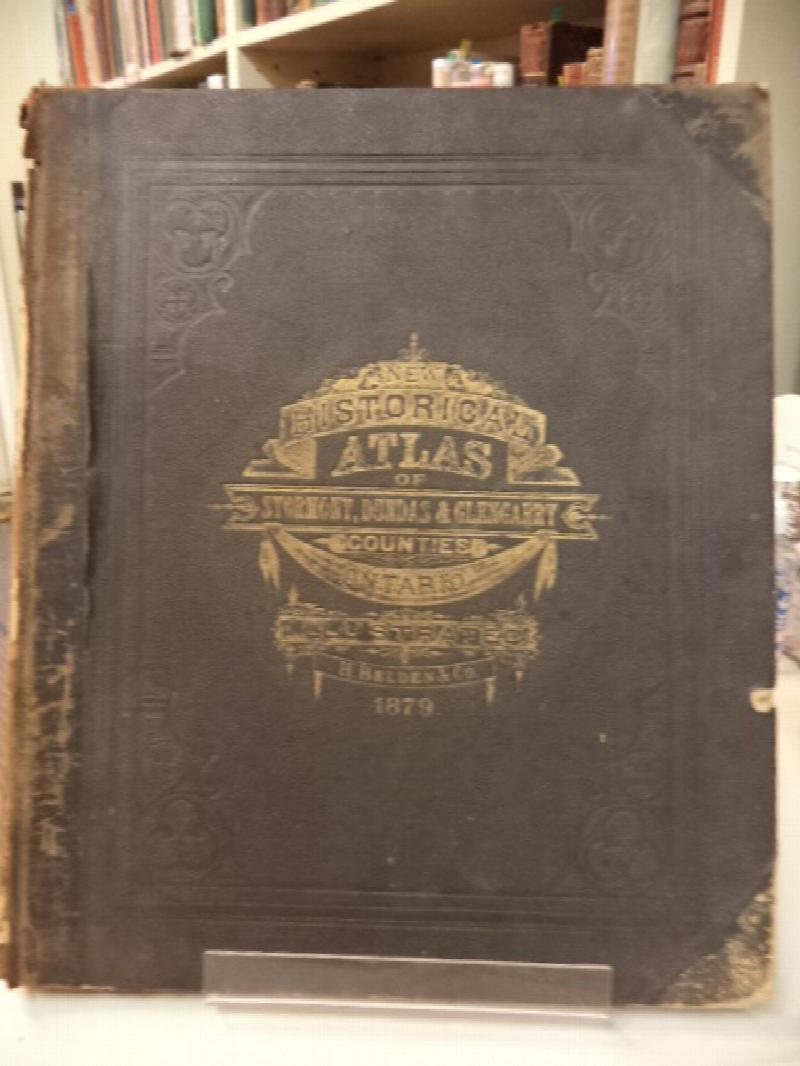 NEW
HISTORICAL
ATLAS
OF
STORMONT, DUNDAS & GLENGARRY
COUNTIES
ONTARIO
ILLUSTRATED
H. BELDEN & CO.
1879